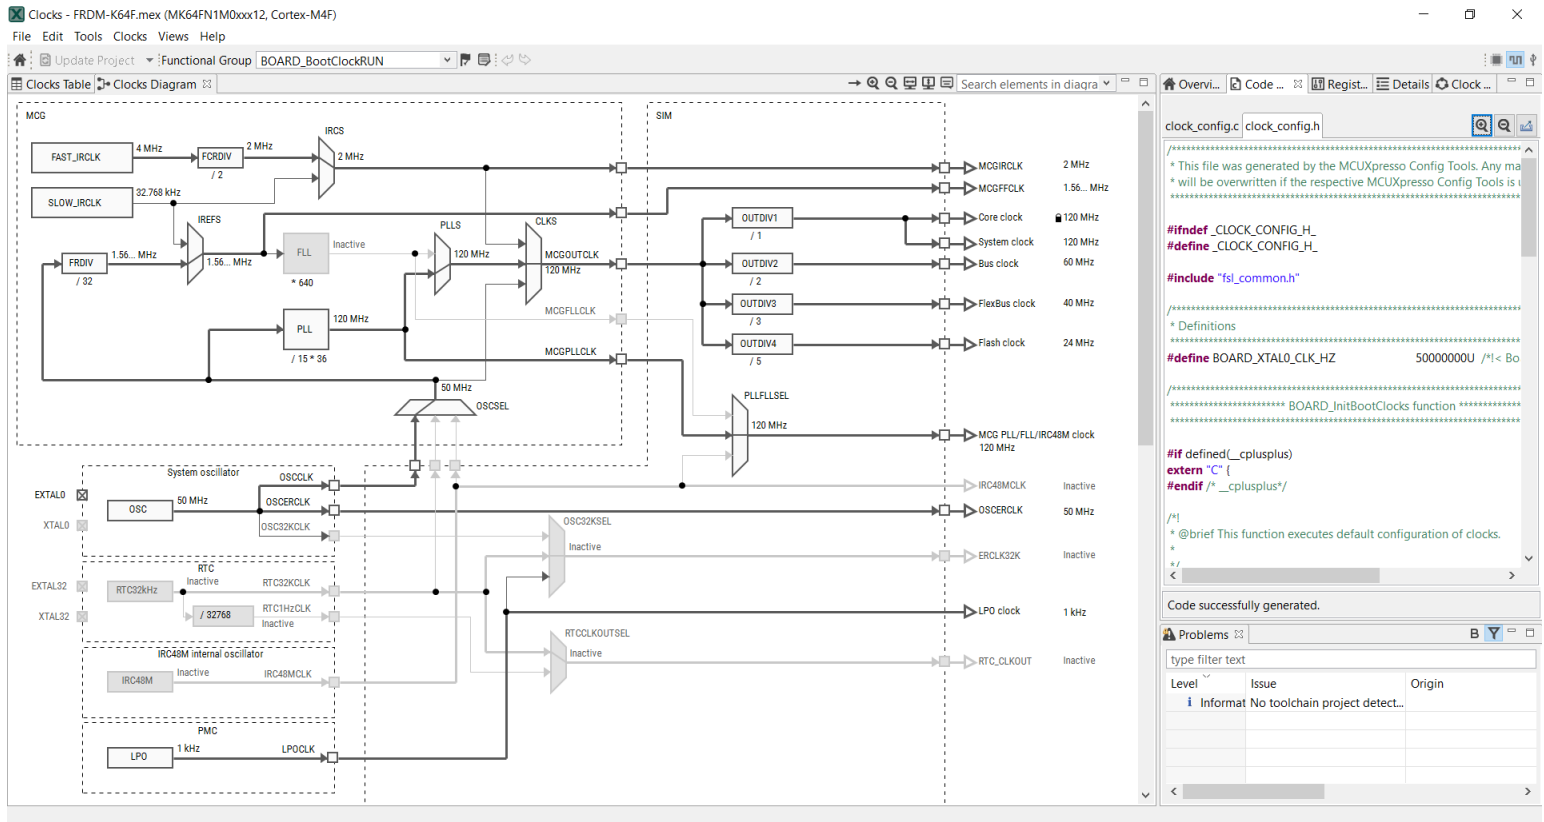 Clocks - FRDM-K64F.mex (MK64FN1M0xxx12, Cortex-M4F)
File Edit Tools Clocks Views Help
Update Project Functional Group BOARD_BootClockRUN
Clocks Table Clocks Diagram Search elements in diagra
MCG
SIM
IRCS
FAST_IRCLK 4 MHz FCRDIV 2 MHz 2 MHz
/ 2
MCGIRCLK 2 MHz
SLOW_IRCLK 32.768 kHz
MCGFFCLK 1.56... MHz
IREFS PLLS CLKS
OUTDIV1 Core clock 120 MHz
/ 1
System clock 120 MHz
FRDIV 1.56... MHz 1.56... MHz FLL Inactive 120 MHz MCGOUTCLK 120 MHz
/ 32
* 640
OUTDIV2 Bus clock 60 MHz
/ 2
OUTDIV3 FlexBus clock 40 MHz
/ 3
MCGFLLCLK
PLL 120 MHz
/ 15 * 36
OUTDIV4 Flash clock 24 MHz
/ 5
MCGPLLCLK
50 MHz
OSCSEL
PLLFLLSEL
120 MHz
MCG PLL/FLL/IRC48M clock
120 MHz
System oscillator
OSCCLK
EXTAL0
OSC 50 MHz OSCERCLK
XTAL0
OSC32KCLK
IRC48MCLK Inactive
OSCERCLK 50 MHz
OSC32KSEL
Inactive
ERCLK32K Inactive
RTC
EXTAL32
RTC32kHz Inactive RTC32KCLK
XTAL32
/ 32768 RTC1HzCLK
Inactive
LPO clock 1 kHz
RTCCLKOUTSEL
Inactive
RTC_CLKOUT Inactive
IRC48M internal oscillator
IRC48M Inactive IRC48MCLK
PMC
LPO 1 kHz LPOCLK
Overvi... Code ... Regist... Details Clock ...
clock_config.c clock_config.h
/***********************************************************************
* This file was generated by the MCUXpresso Config Tools. Any ma
* will be overwritten if the respective MCUXpresso Config Tools is u
***********************************************************************
#ifndef _CLOCK_CONFIG_H_
#define _CLOCK_CONFIG_H_
#include "fsl_common.h"
/***********************************************************************
* Definitions
***********************************************************************
#define BOARD_XTAL0_CLK_HZ 50000000U /*!< Bo
/***********************************************************************
*********************** BOARD_InitBootClocks function ************
***********************************************************************
#if defined(__cplusplus)
extern "C" {
#endif /* __cplusplus*/
/*!
* @brief This function executes default configuration of clocks.
*
*/
Code successfully generated.
Problems B
type filter text
Level Issue Origin
i Informat No toolchain project detect...